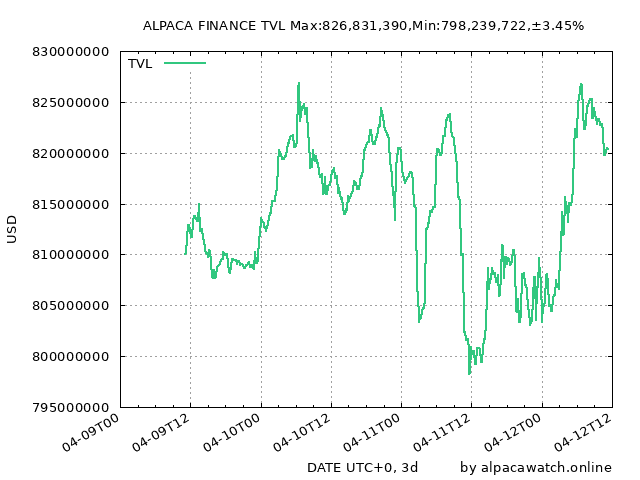 ALPACA FINANCE TVL Max:826,831,390,Min:798,239,722,±3.45%
830000000
TVL
825000000
820000000
815000000
USD
810000000
805000000
800000000
795000000
04-09T00
04-09T12
04-10T00
04-10T12
04-11T00
04-11T12
04-12T00
04-12T12
DATE UTC+0, 3d
by alpacawatch.online